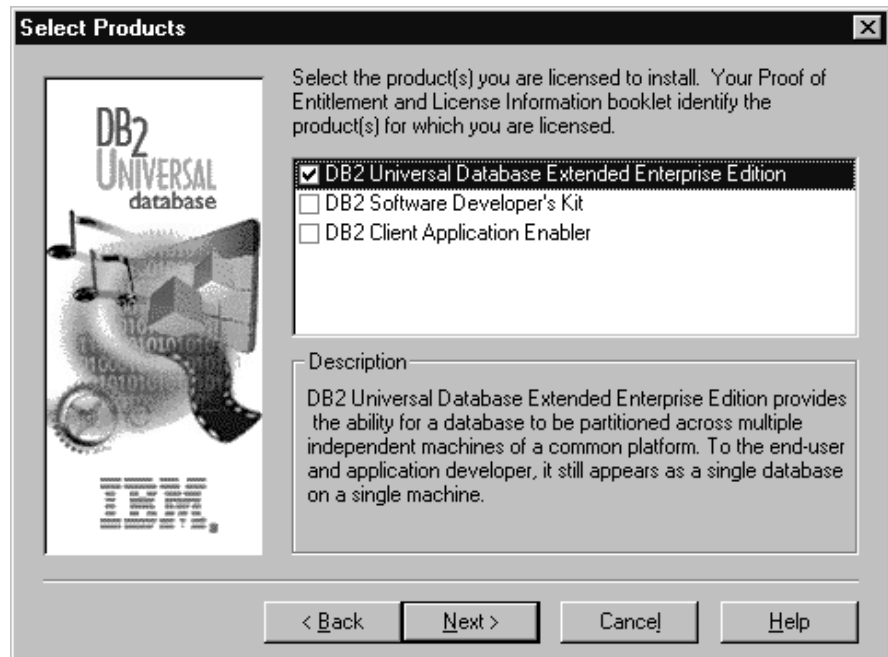 Select Products
Select the product(s) you are licensed to install. Your Proof of
Entitlement and License Information booklet identify the
product(s) for which you are licensed.
DB2
UNIVERSAL
database
DB2 Universal Database Extended Enterprise Edition
DB2 Software Developer's Kit
DB2 Client Application Enabler
Description
DB2 Universal Database Extended Enterprise Edition provides
the ability for a database to be partitioned across multiple
independent machines of a common platform. To the end-user
and application developer, it still appears as a single database
on a single machine.
IBM.
< Back
Next >
Cancel
Help